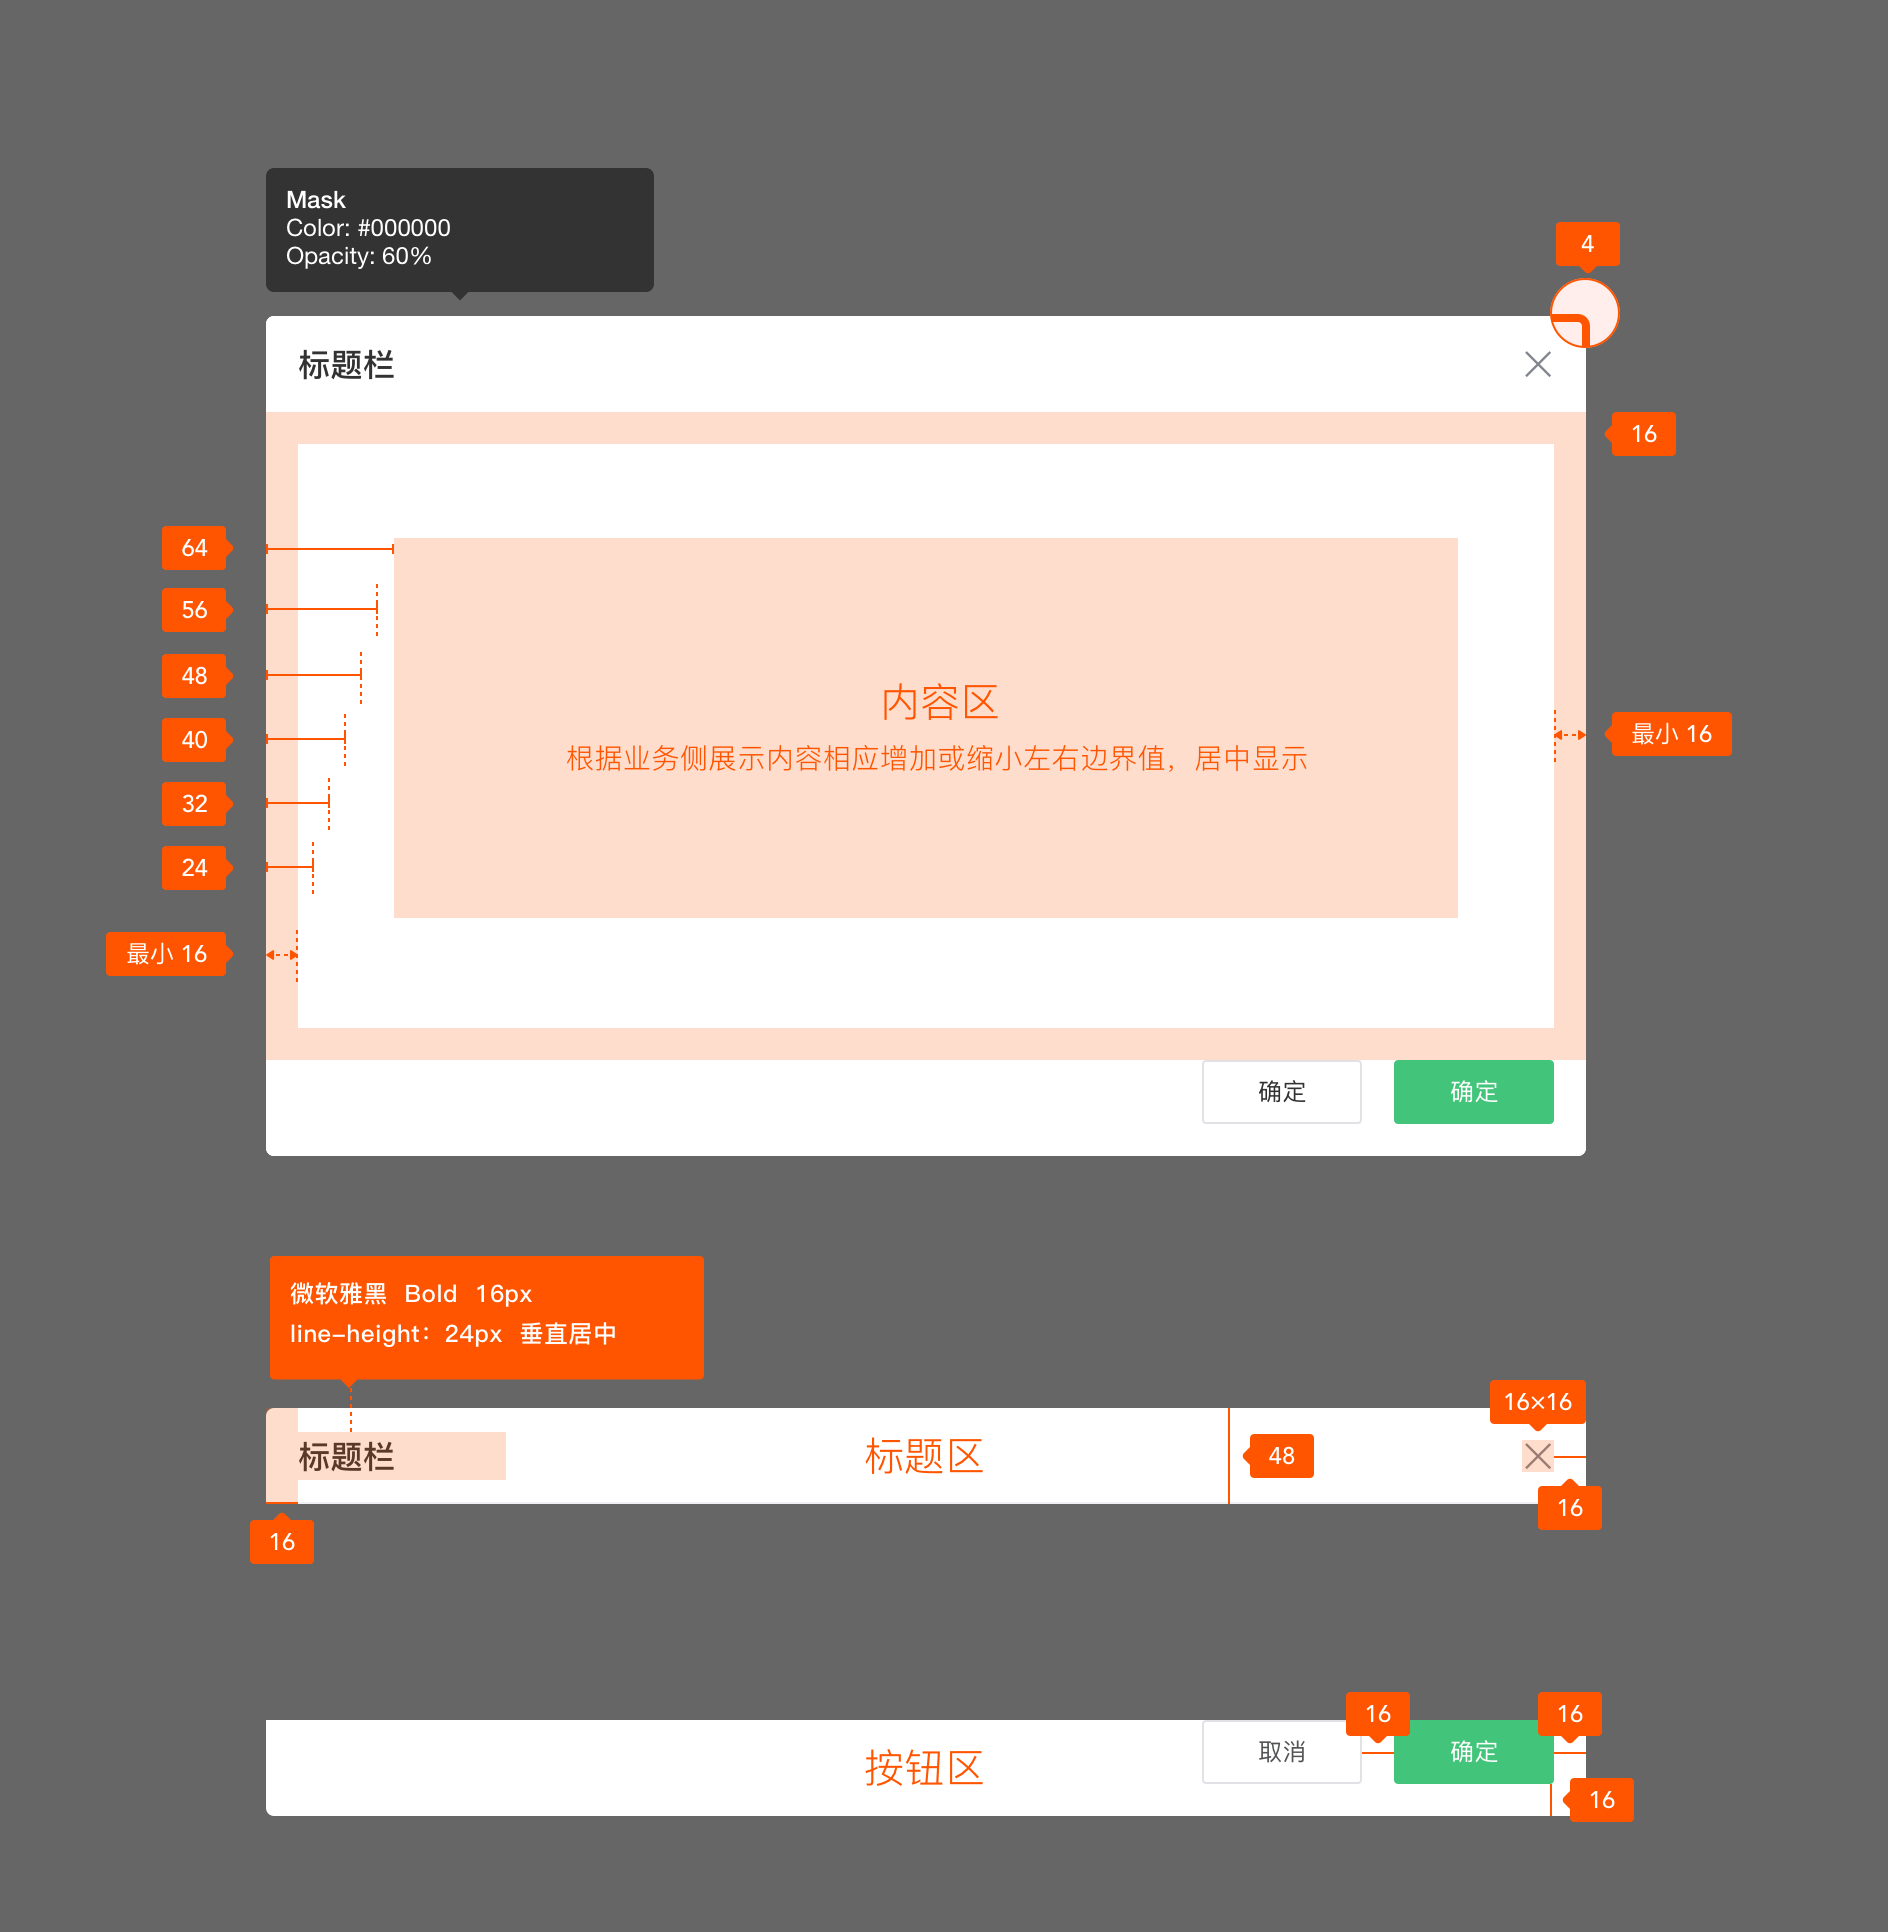 Mask
Color: #000000
Opacity: 60%
4
标题栏
16
64
56
48
40
32
24
最小 16
内容区
根据业务侧展示内容相应增加或缩小左右边界值，居中显示
最小 16
确定
确定
微软雅黑 Bold 16px
line-height：24px 垂直居中
16×16
标题栏
标题区
48
16
16
16
16
按钮区
取消
确定
16